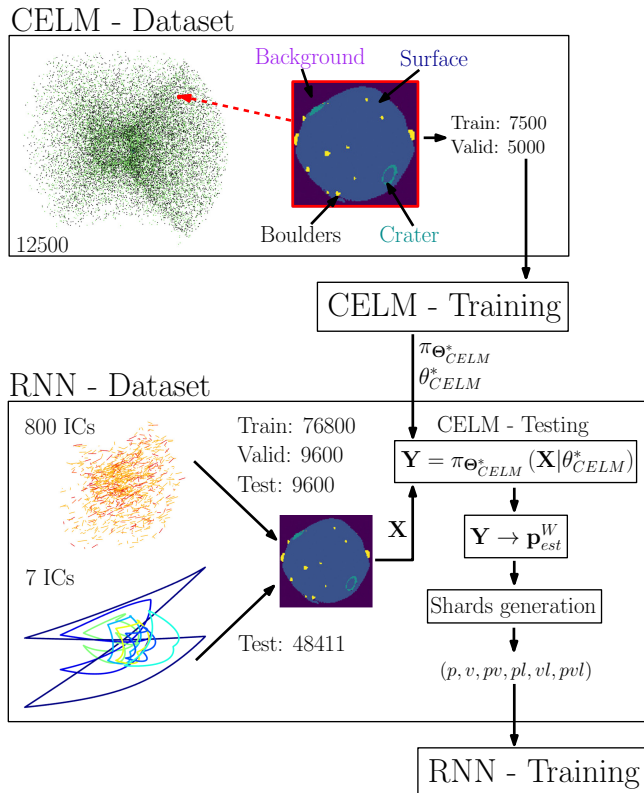 CELM - Dataset
Background
Surface
Train: 7500
Valid: 5000
Boulders
Crater
12500
CELM - Training
π_{Θ^*_{CELM}}
θ^*_{CELM}
RNN - Dataset
800 ICs
Train: 76800
Valid: 9600
Test: 9600
CELM - Testing
Y = π_{Θ^*_{CELM}} (X|θ^*_{CELM})
X
Y → p^W_{est}
7 ICs
Shards generation
Test: 48411
(p, v, pv, pl, vl, pvl)
RNN - Training